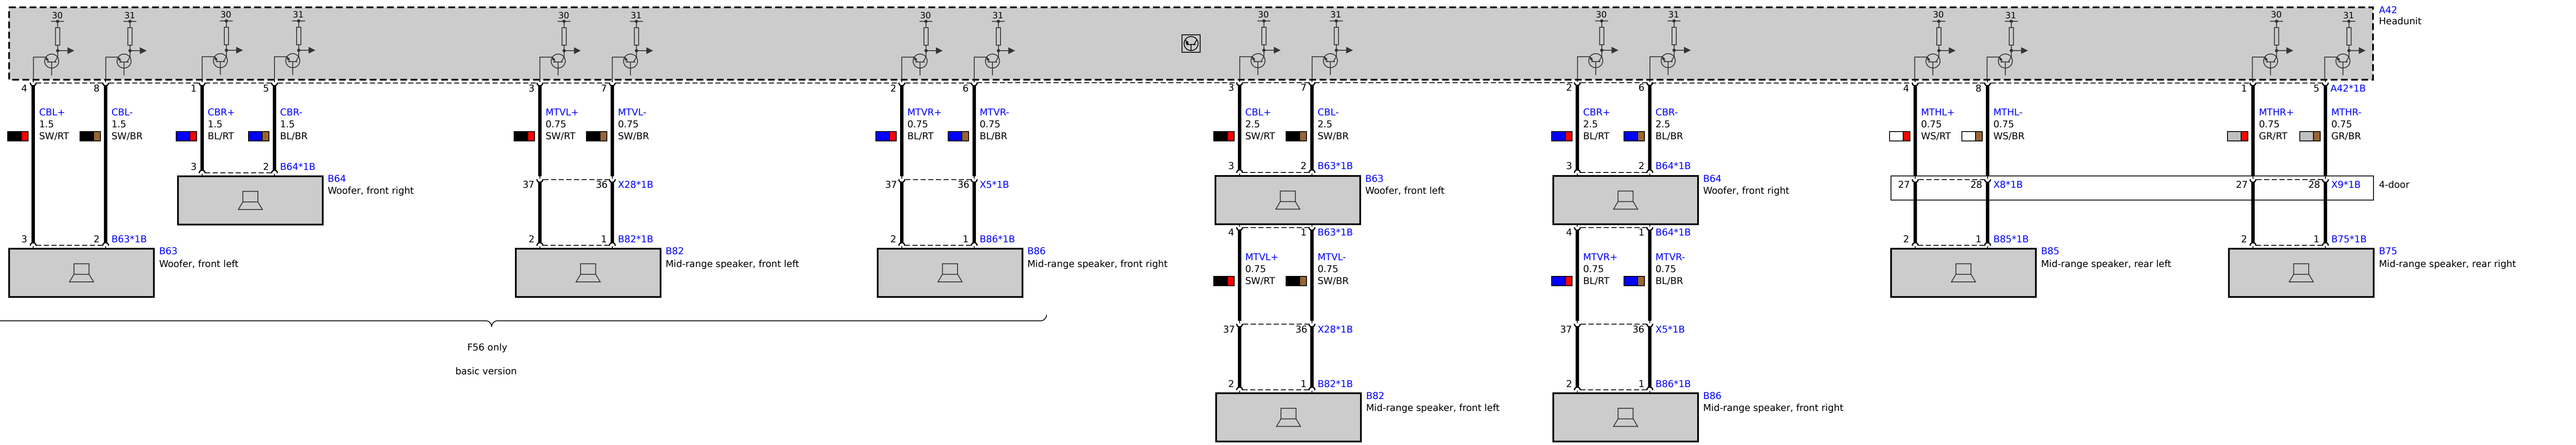 30 31 30 31 30 31 30 31 30 31 30 31 30 31 30 31
A42
Headunit
4 8 1 5 3 7 2 6 3 7 2 6 4 8 1 5 A42*1B
CBL+ CBL- CBR+ CBR- MTVL+ MTVL- MTVR+ MTVR- CBL+ CBL- CBR+ CBR- MTHL+ MTHL- MTHR+ MTHR-
1.5 1.5 1.5 1.5 0.75 0.75 0.75 0.75 2.5 2.5 2.5 2.5 0.75 0.75 0.75 0.75
SW/RT SW/BR BL/RT BL/BR SW/RT SW/BR BL/RT BL/BR SW/RT SW/BR BL/RT BL/BR WS/RT WS/BR GR/RT GR/BR
3 2 B64*1B 3 2 B63*1B 3 2 B64*1B
B64 B63 B64
37 36 X28*1B 37 36 X5*1B 27 28 X8*1B 27 28 X9*1B 4-door
Woofer, front right Woofer, front left Woofer, front right
4 1 B63*1B 4 1 B64*1B
3 2 B63*1B 2 1 B82*1B 2 1 B86*1B 2 1 B85*1B 2 1 B75*1B
B63 B82 B86 B85 B75
MTVL+ MTVL- MTVR+ MTVR-
Woofer, front left Mid-range speaker, front left Mid-range speaker, front right Mid-range speaker, rear left Mid-range speaker, rear right
0.75 0.75 0.75 0.75
SW/RT SW/BR BL/RT BL/BR
37 36 X28*1B 37 36 X5*1B
F56 only
basic version
2 1 B82*1B 2 1 B86*1B
B82 B86
Mid-range speaker, front left Mid-range speaker, front right